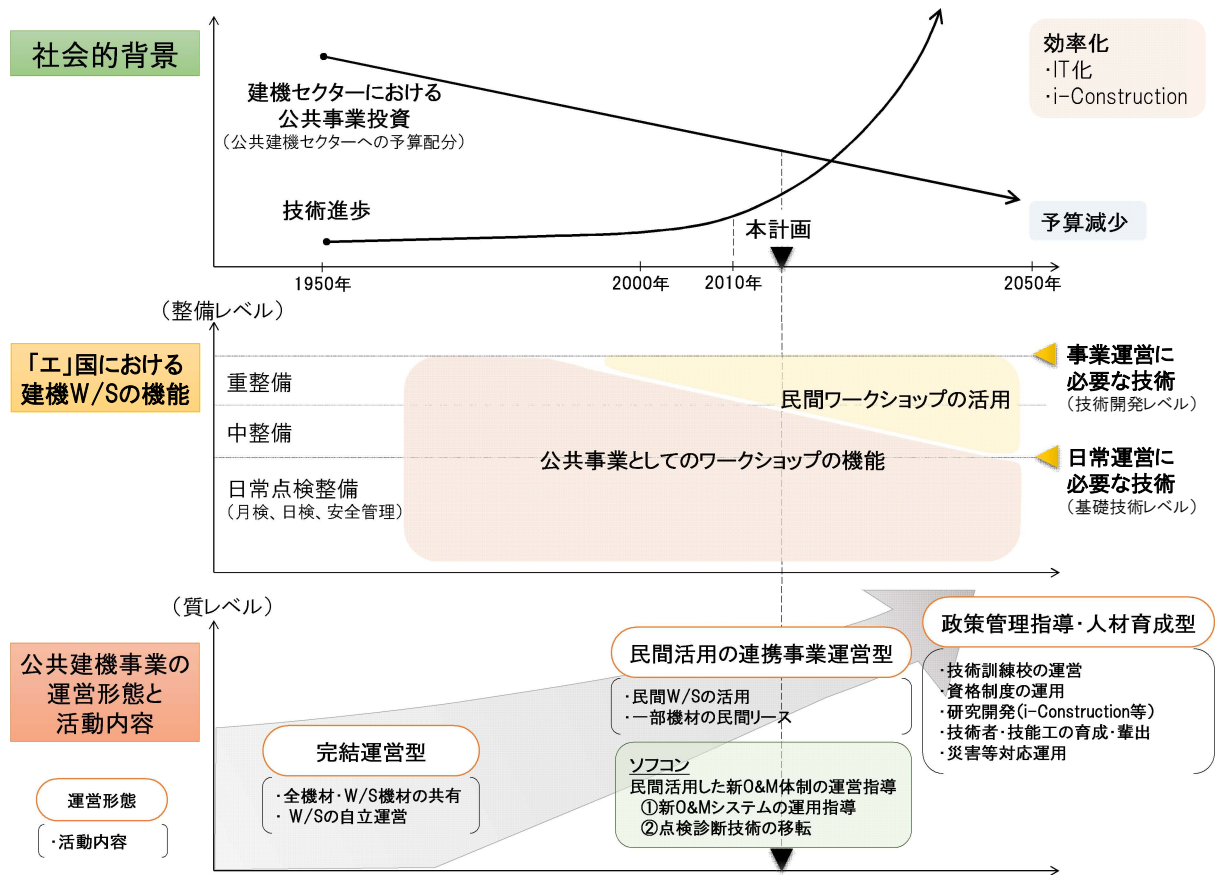 社会的背景
建機セクターにおける
公共事業投資
（公共建機セクターへの予算配分）
技術進歩
本計画
効率化
･IT化
･i-Construction
予算減少
1950年
2000年
2010年
2050年
（整備レベル）
「エ」国における
建機W/Sの機能
重整備
中整備
日常点検整備
（月検、日検、安全管理）
民間ワークショップの活用
公共事業としてのワークショップの機能
事業運営に
必要な技術
（技術開発レベル）
日常運営に
必要な技術
（基礎技術レベル）
（質レベル）
公共建機事業の
運営形態と
活動内容
運営形態
･活動内容
完結運営型
･全機材･W/S機材の共有
･W/Sの自立運営
民間活用の連携事業運営型
･民間W/Sの活用
･一部機材の民間リース
ソフコン
民間活用した新O&M体制の運営指導
①新O&Mシステムの運用指導
②点検診断技術の移転
政策管理指導･人材育成型
･技術訓練校の運営
･資格制度の運用
･研究開発(i-Construction等)
･技術者･技能工の育成･輩出
･災害等対応運用